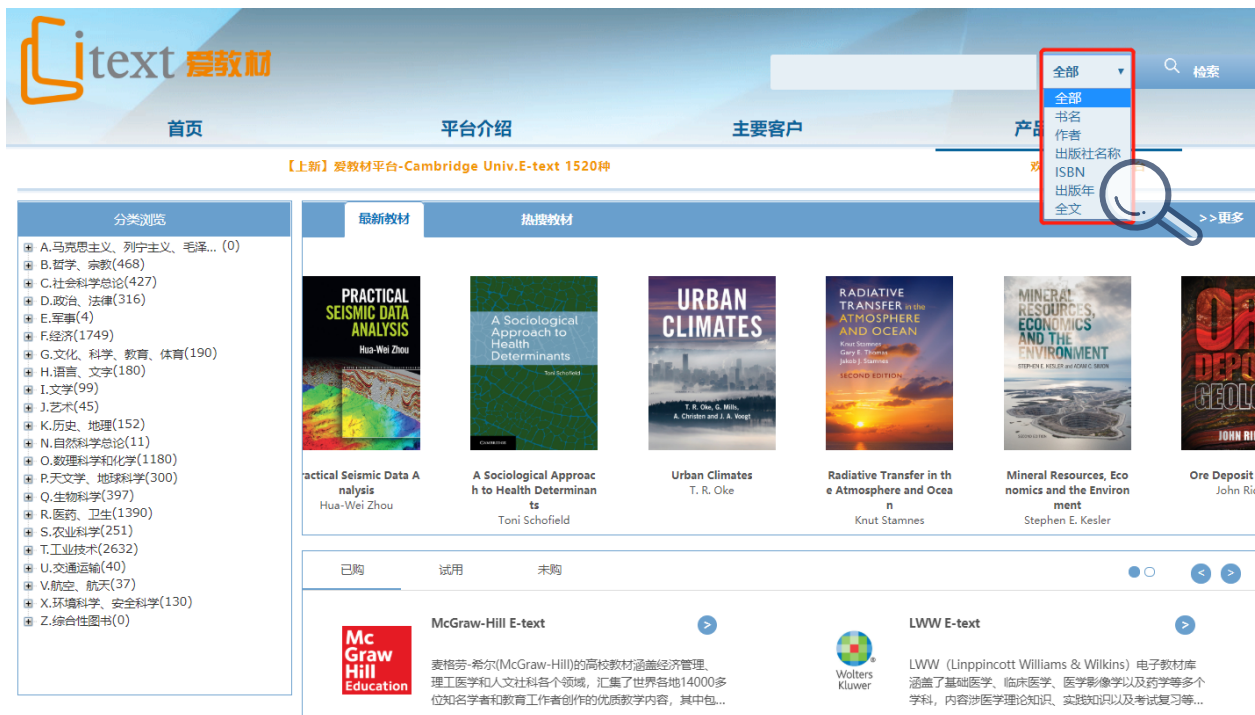 itext 爱教材
全部
检索
全部
书名
作者
出版社名称
ISBN
出版年
全文
首页
平台介绍
主要客户
【上新】爱教材平台-Cambridge Univ.E-text 1520种
分类浏览
A.马克思主义、列宁主义、毛泽... (0)
B.哲学、宗教(468)
C.社会科学总论(427)
D.政治、法律(316)
E.军事(4)
F.经济(1749)
G.文化、科学、教育、体育(190)
H.语言、文字(180)
I.文学(99)
J.艺术(45)
K.历史、地理(152)
N.自然科学总论(11)
O.数理科学和化学(1180)
P.天文学、地球科学(300)
Q.生物科学(397)
R.医药、卫生(1390)
S.农业科学(251)
T.工业技术(2632)
U.交通运输(40)
V.航空、航天(37)
X.环境科学、安全科学(130)
Z.综合性图书(0)
最新教材
热搜教材
>>更多
PRACTICAL
SEISMIC DATA
ANALYSIS
Hua-Wei Zhou
A Sociological
Approach to
Health
Determinants
Toni Schofield
CAMBRIDGE
URBAN
CLIMATES
T. R. Oke, G. Mills,
A. Christen and J. A. Voogt
RADIATIVE
TRANSFER in the
ATMOSPHERE
AND OCEAN
Knut Stamnes
Gary E. Thomas
Jakob J. Stamnes
SECOND EDITION
MINERAL
RESOURCES,
ECONOMICS
AND THE
ENVIRONMENT
STEPHEN E. KESLER and ADAM C. SIMON
SECOND EDITION
actical Seismic Data A
nalysis
Hua-Wei Zhou
A Sociological Approac
h to Health Determinan
ts
Toni Schofield
Urban Climates
T. R. Oke
Radiative Transfer in th
e Atmosphere and Ocea
n
Knut Stamnes
Mineral Resources, Eco
nomics and the Environ
ment
Stephen E. Kesler
Ore Deposit
John Ri
已购
试用
未购
Mc
Graw
Hill
Education
McGraw-Hill E-text
麦格劳-希尔(McGraw-Hill)的高校教材涵盖经济管理、
理工医学和人文社科各个领域，汇集了世界各地14000多
位知名学者和教育工作者创作的优质教学内容，其中包...
Wolters
Kluwer
LWW E-text
LWW（Linppincott Williams & Wilkins）电子教材库
涵盖了基础医学、临床医学、医学影像学以及药学等多个
学科，内容涉医学理论知识、实践知识以及考试复习等...